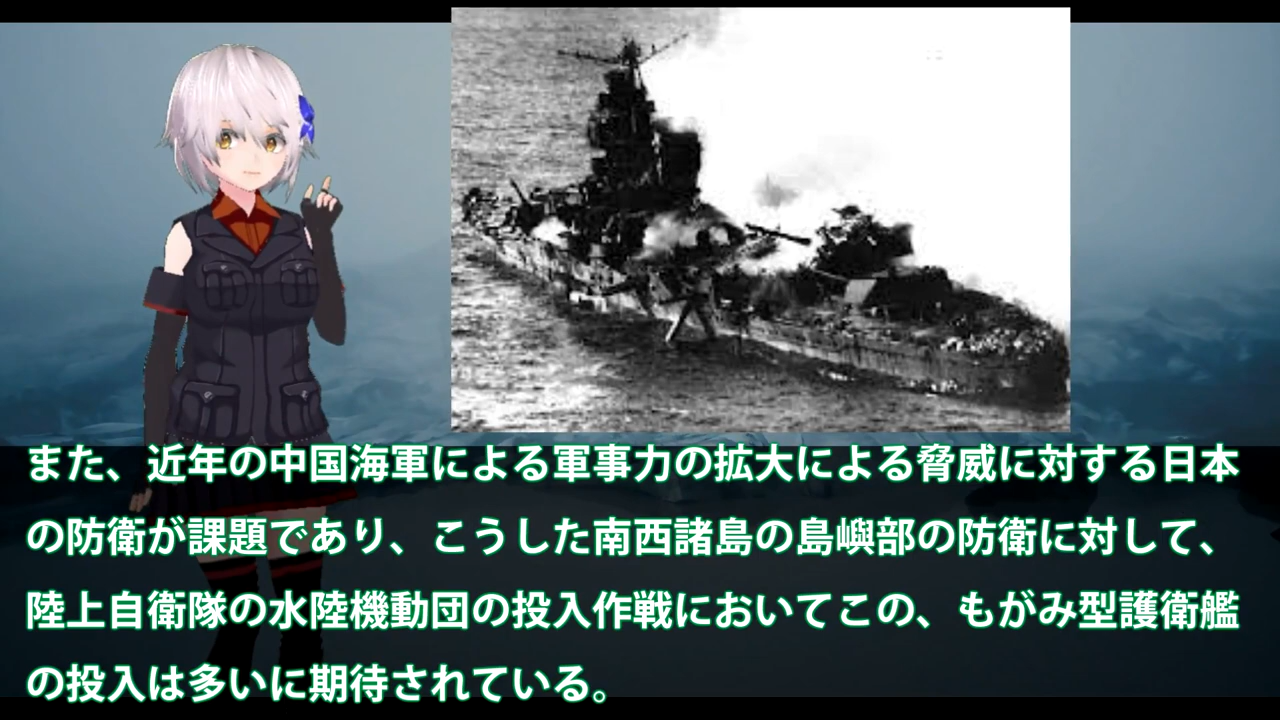 また、近年の中国海軍による軍事力の拡大による脅威に対する日本
の防衛が課題であり、こうした南西諸島の島嶼部の防衛に対して、
陸上自衛隊の水陸機動団の投入作戦においてこの、もがみ型護衛艦
の投入は多いに期待されている。